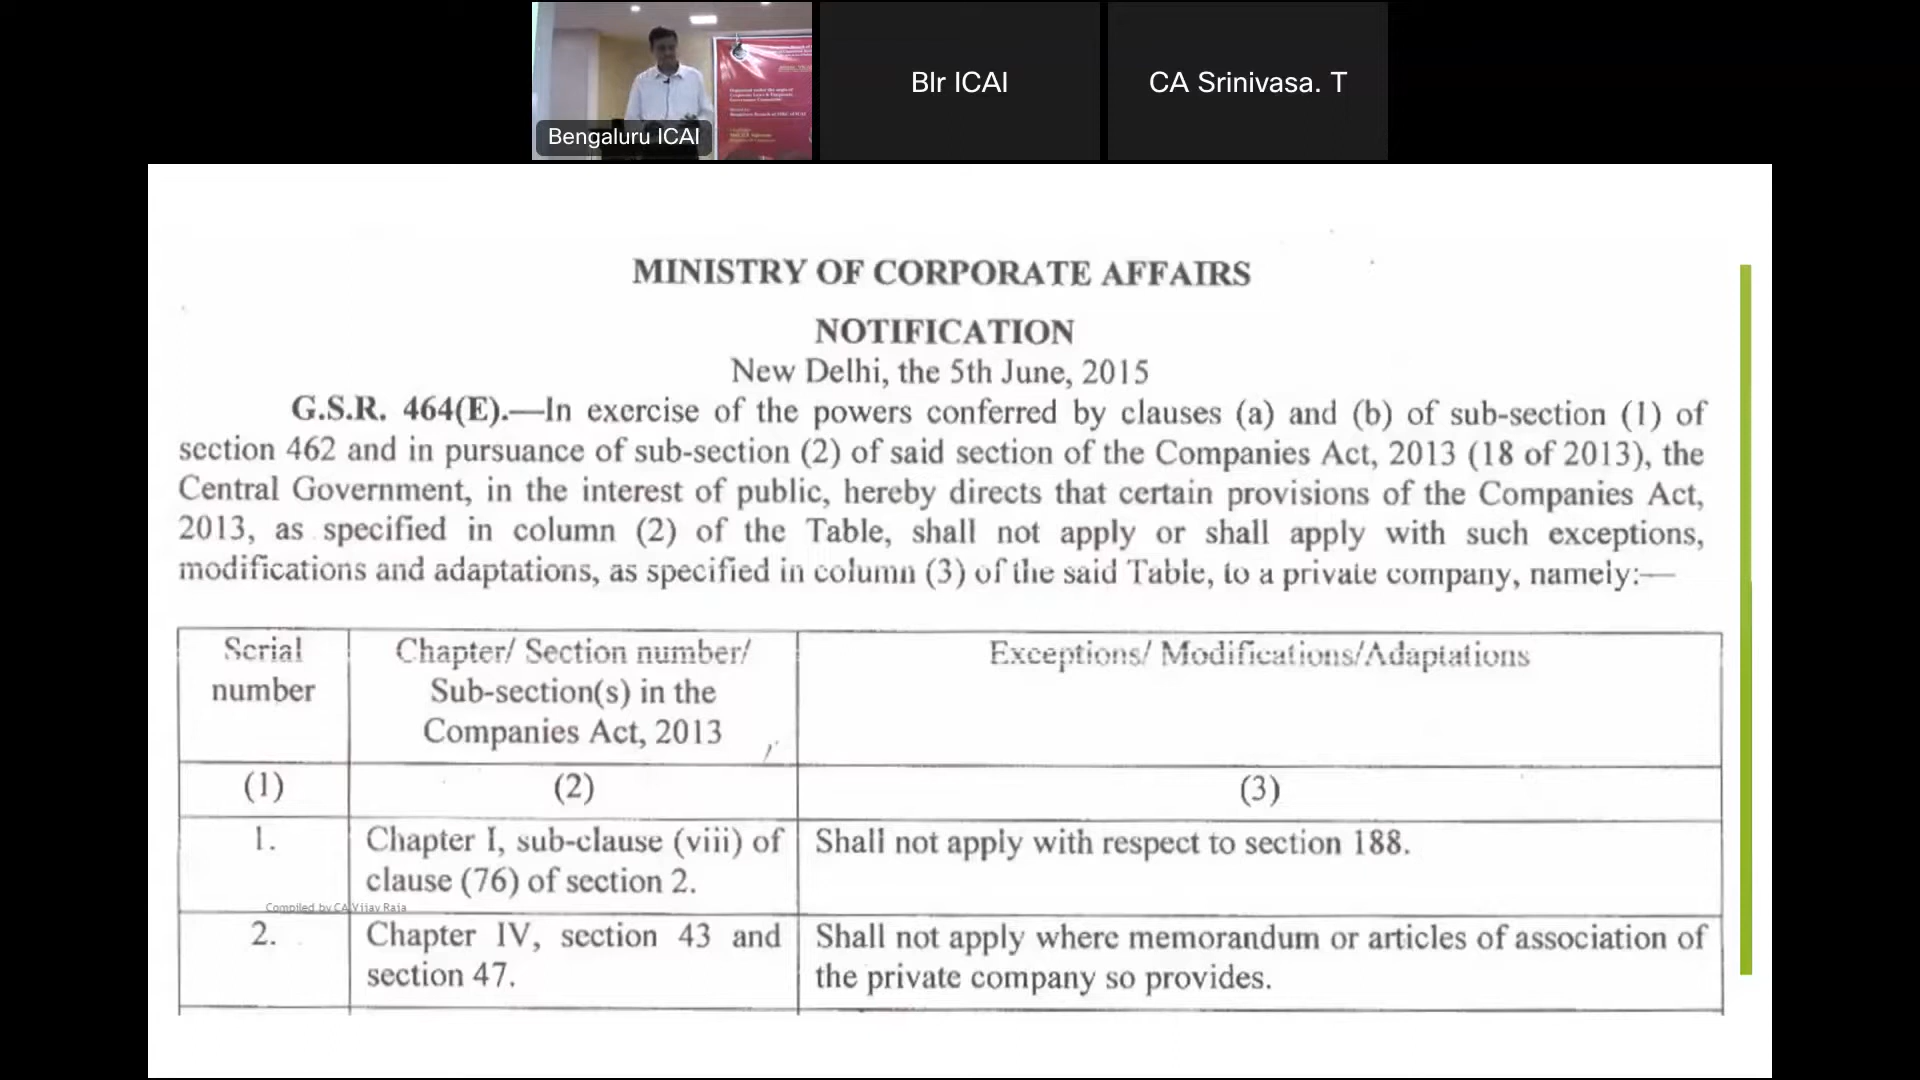 Bengaluru ICAI
Blr ICAI
CA Srinivasa. T
MINISTRY OF CORPORATE AFFAIRS
NOTIFICATION
New Delhi, the 5th June, 2015
G.S.R. 464(E).—In exercise of the powers conferred by clauses (a) and (b) of sub-section (1) of
section 462 and in pursuance of sub-section (2) of said section of the Companies Act, 2013 (18 of 2013), the
Central Government, in the interest of public, hereby directs that certain provisions of the Companies Act,
2013, as specified in column (2) of the Table, shall not apply or shall apply with such exceptions,
modifications and adaptations, as specified in column (3) of the said Table, to a private company, namely:—
Serial
number
Chapter/ Section number/
Sub-section(s) in the
Companies Act, 2013
Exceptions/ Modifications/Adaptations
(1)
(2)
(3)
1.
Chapter I, sub-clause (viii) of
clause (76) of section 2.
Shall not apply with respect to section 188.
Compiled by CA Vijay Raja
2.
Chapter IV, section 43 and
section 47.
Shall not apply where memorandum or articles of association of
the private company so provides.